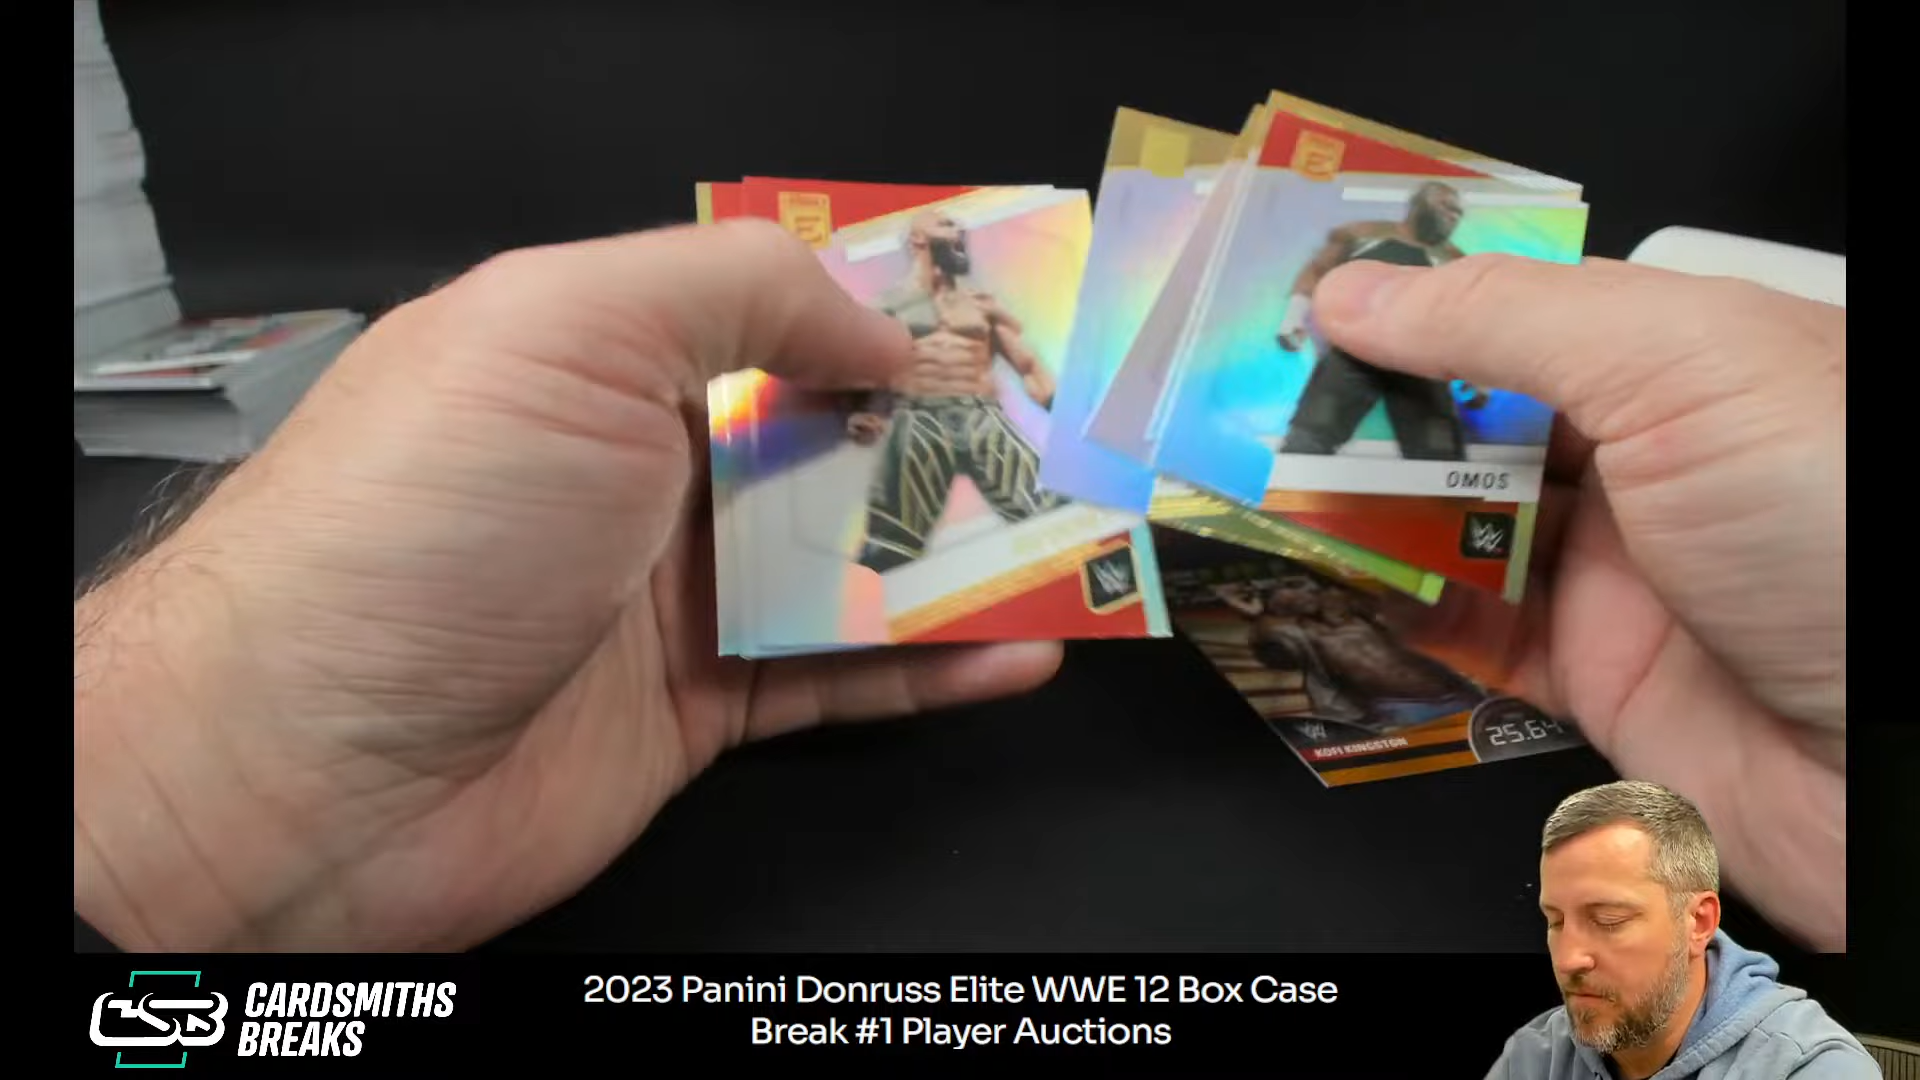 OMOS
W
KOFI KINGSTON
25.64
CSB
CARDSMITHS
BREAKS
2023 Panini Donruss Elite WWE 12 Box Case
Break #1 Player Auctions